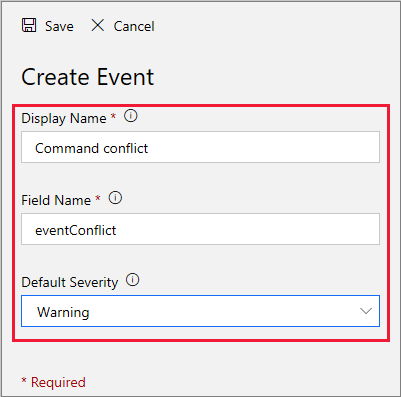 Save Cancel
Create Event
Display Name *
Command conflict
Field Name *
eventConflict
Default Severity
Warning
* Required